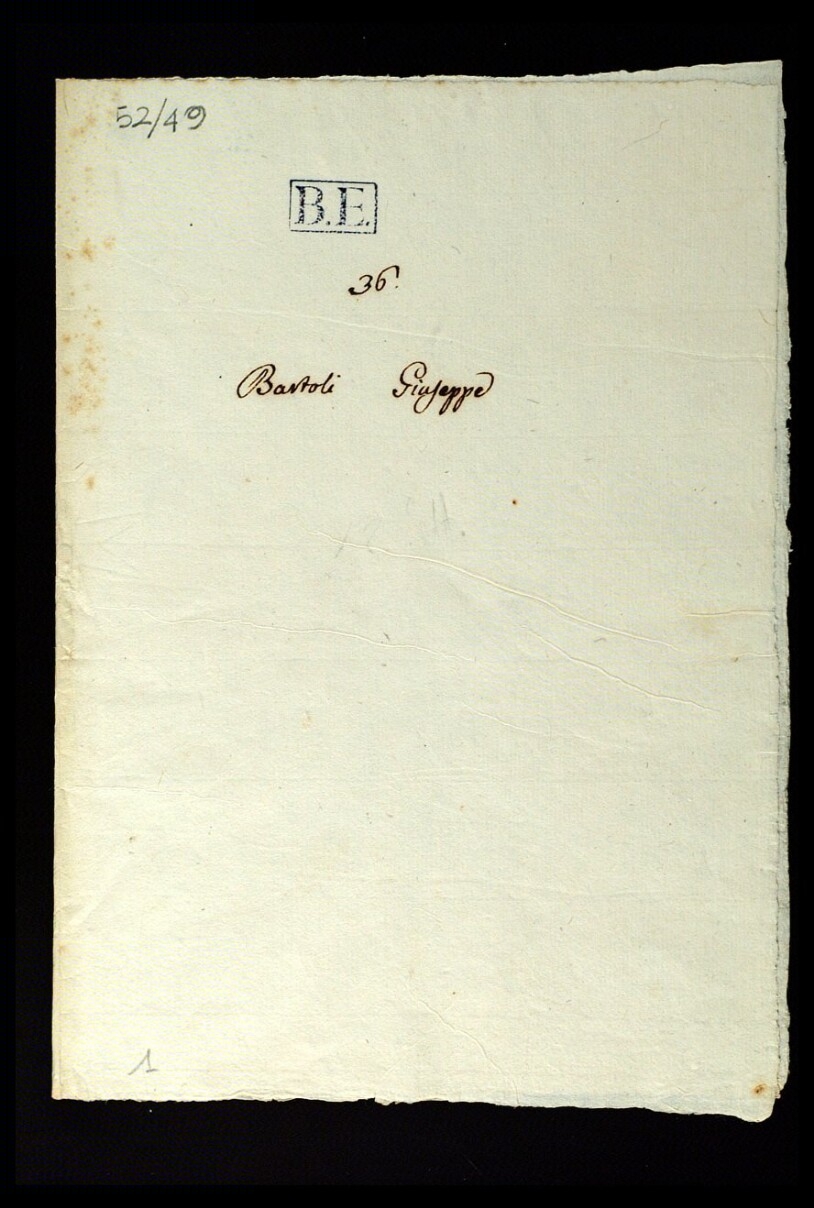 52/49
B.E.
36.
Bartoli Giuseppe
1